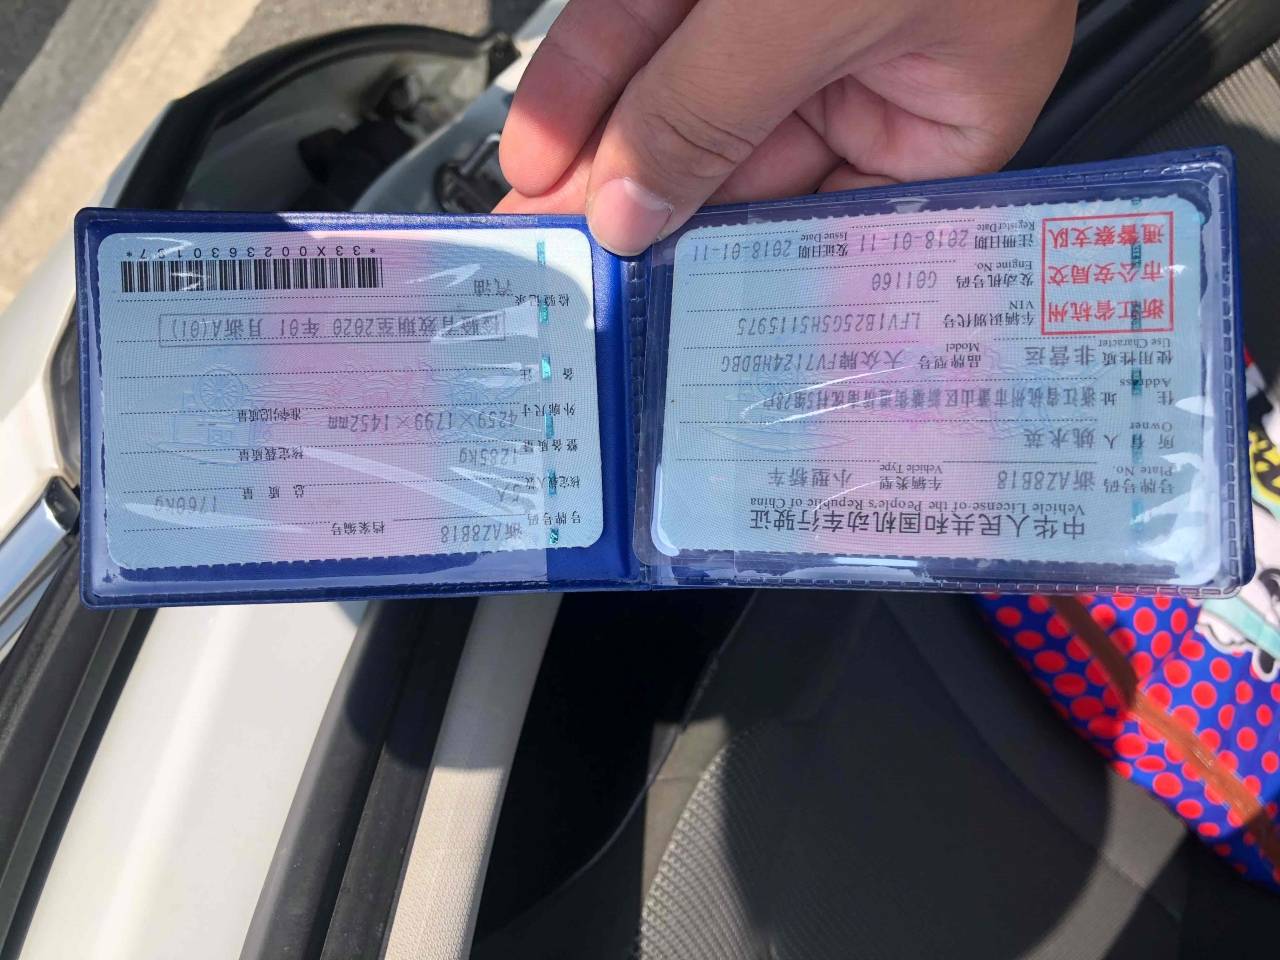 中华人民共和国机动车行驶证
Vehicle License of the People's Republic of China
号牌号码 浙AZ8B18 车辆类型 小型轿车
Plate No. Vehicle Type
所有人 姚水英
Owner
住址 浙江省杭州市萧山区新塘街道
Address
使用性质 非营运 品牌型号 大众牌FV7124HBDBG
Use Character Model
浙江省杭州
市公安局交
通警察支队
车辆识别代号 LFV1B25G5H5115975
VIN
发动机号码 G01160
Engine No.
注册日期 2018-01-11 发证日期 2018-01-11
Register Date Issue Date
号牌号码 浙AZ8B18 档案编号
核定载人数 5人 总质量 1760kg
整备质量 1285kg 核定载质量
外廓尺寸 4259×1799×1452mm 准牵引总质量
备注
检验有效期至2020年01月浙A(01)
检验记录
汽油
*33X0023630197*